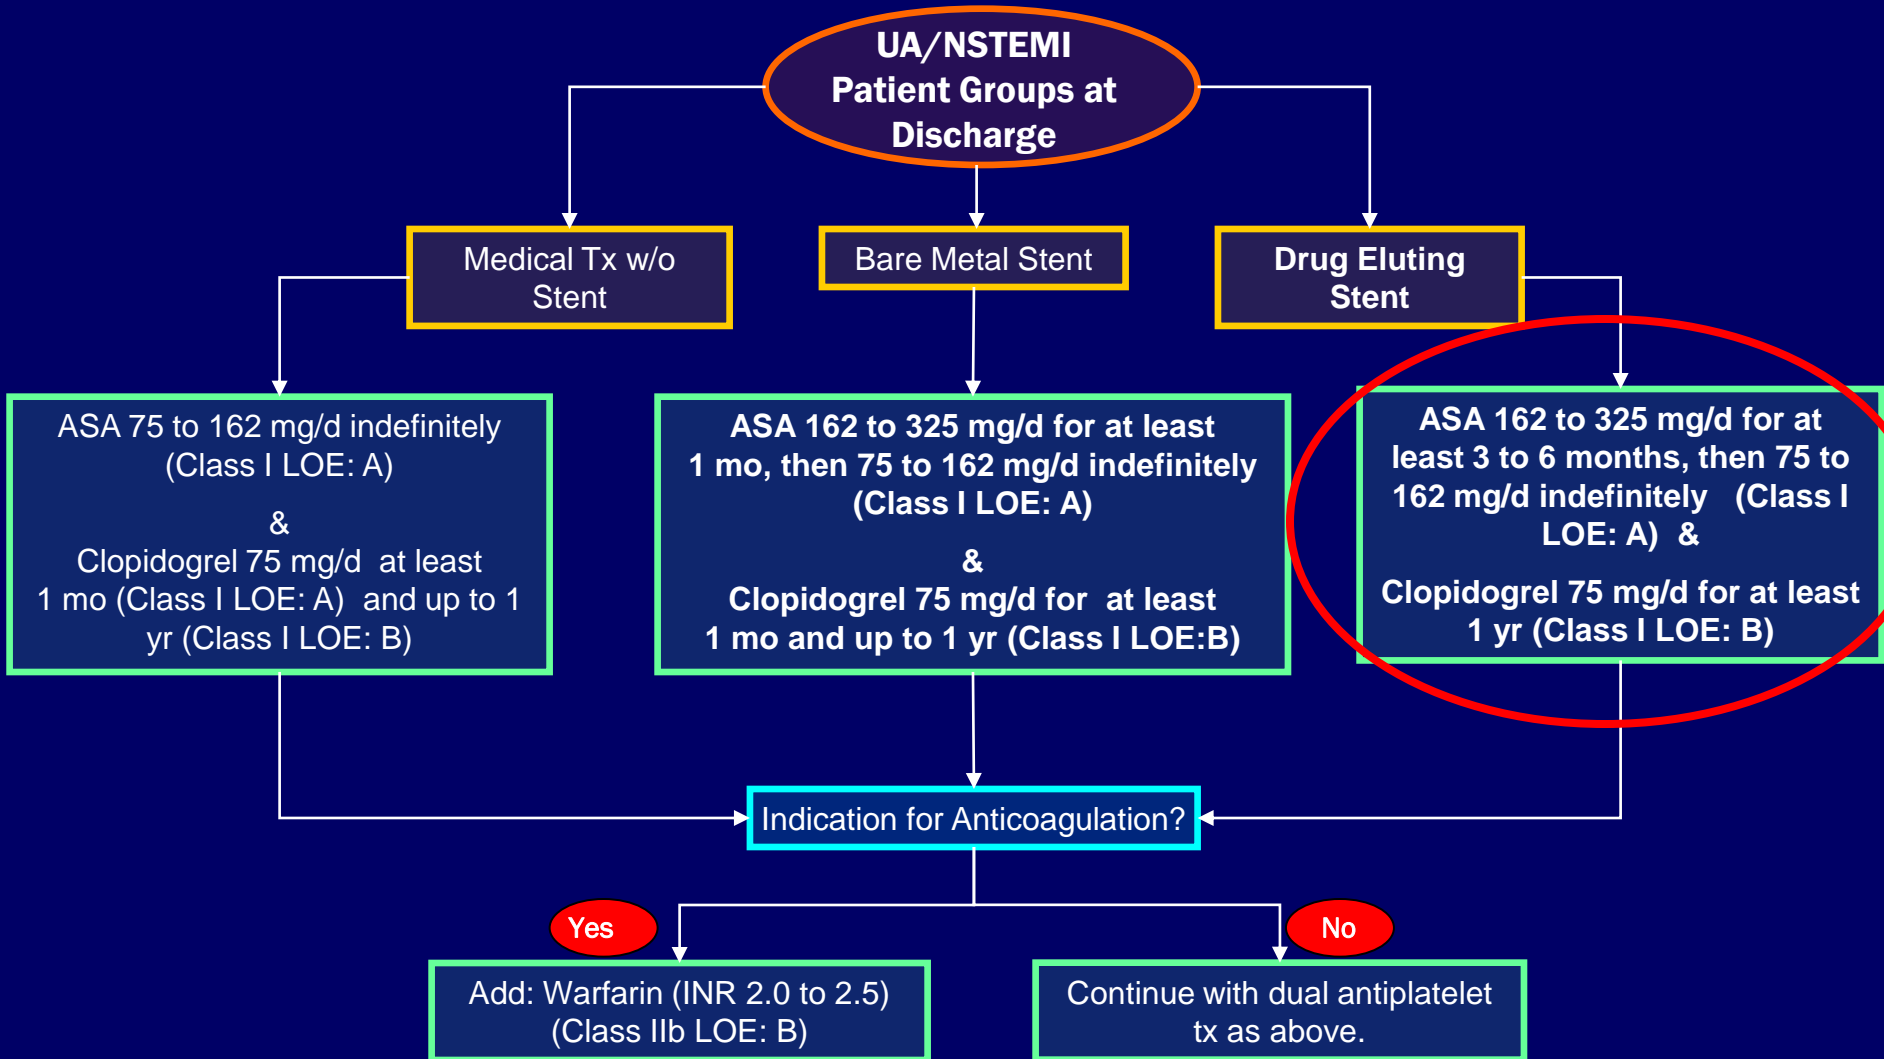 UA/NSTEMI
Patient Groups at
Discharge
Medical Tx w/o
Stent
Bare Metal Stent
Drug Eluting
Stent
ASA 75 to 162 mg/d indefinitely
(Class I LOE: A)
&
Clopidogrel 75 mg/d at least
1 mo (Class I LOE: A) and up to 1
yr (Class I LOE: B)
ASA 162 to 325 mg/d for at least
1 mo, then 75 to 162 mg/d indefinitely
(Class I LOE: A)
&
Clopidogrel 75 mg/d for at least
1 mo and up to 1 yr (Class I LOE:B)
ASA 162 to 325 mg/d for at
least 3 to 6 months, then 75 to
162 mg/d indefinitely (Class I
LOE: A) &
Clopidogrel 75 mg/d for at least
1 yr (Class I LOE: B)
Indication for Anticoagulation?
Yes
No
Add: Warfarin (INR 2.0 to 2.5)
(Class IIb LOE: B)
Continue with dual antiplatelet
tx as above.